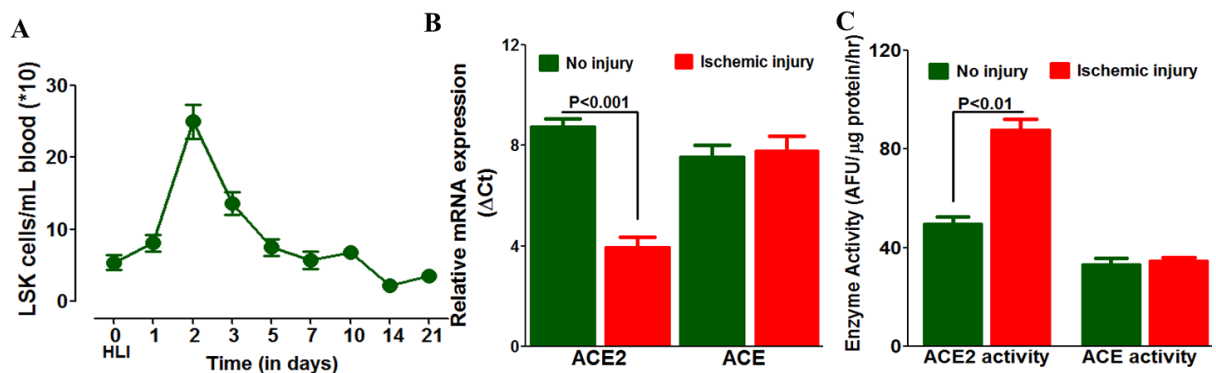 A
LSK cells/mL blood (*10)
30
20
10
0
0 1 2 3 5 7 10 14 21
HLI
Time (in days)
B
Relative mRNA expression
(ΔCt)
12
8
4
0
No injury
Ischemic injury
P<0.001
ACE2 ACE
C
Enzyme Activity (AFU/μg protein/hr)
120
80
40
0
No injury
Ischemic injury
P<0.01
ACE2 activity ACE activity